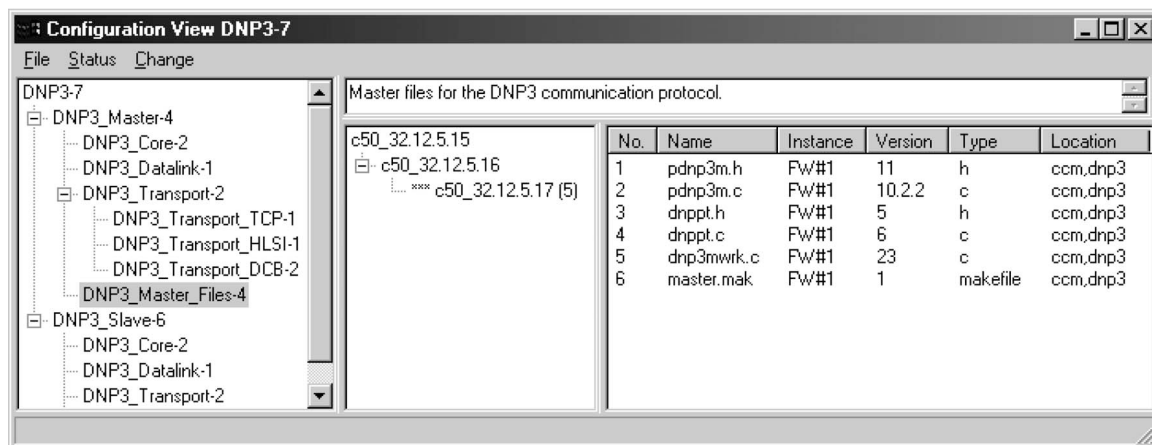 Configuration View DNP3-7
File Status Change
DNP3-7
DNP3_Master-4
DNP3_Core-2
DNP3_Datalink-1
DNP3_Transport-2
DNP3_Transport_TCP-1
DNP3_Transport_HLSI-1
DNP3_Transport_DCB-2
DNP3_Master_Files-4
DNP3_Slave-6
DNP3_Core-2
DNP3_Datalink-1
DNP3_Transport-2
Master files for the DNP3 communication protocol.
c50_32.12.5.15
c50_32.12.5.16
*** c50_32.12.5.17 (5)
No. Name Instance Version Type Location
1 pdnp3m.h FW#1 11 h ccm,dnp3
2 pdnp3m.c FW#1 10.2.2 c ccm,dnp3
3 dnppt.h FW#1 5 h ccm,dnp3
4 dnppt.c FW#1 6 c ccm,dnp3
5 dnp3mwrk.c FW#1 23 c ccm,dnp3
6 master.mak FW#1 1 makefile ccm,dnp3